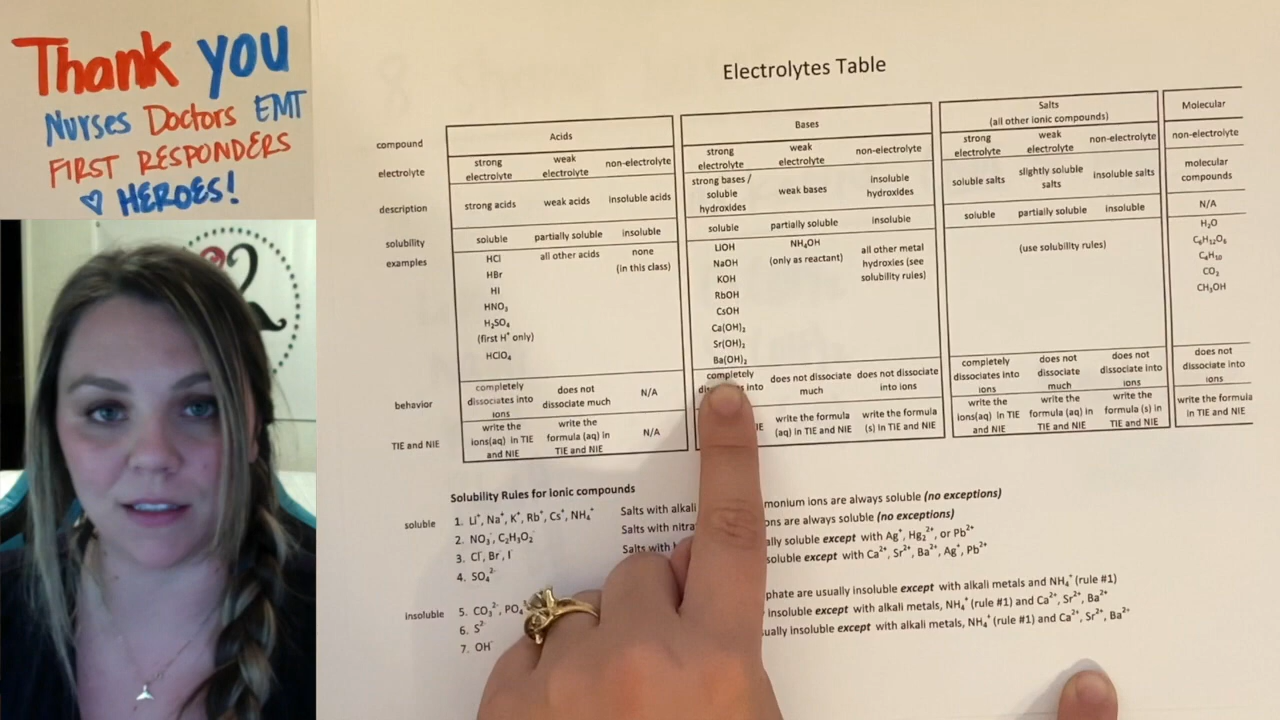 Thank you
Nurses Doctors EMT
FIRST RESPONDERS
♡ HEROES!
Electrolytes Table
compound
Acids
Bases
Salts
(all other ionic compounds)
Molecular
electrolyte
strong electrolyte
weak electrolyte
non-electrolyte
strong electrolyte
weak electrolyte
non-electrolyte
strong electrolyte
weak electrolyte
non-electrolyte
non-electrolyte
description
strong acids
weak acids
insoluble acids
strong bases / soluble hydroxides
weak bases
insoluble hydroxides
soluble salts
slightly soluble salts
insoluble salts
molecular compounds
solubility
soluble
partially soluble
insoluble
soluble
partially soluble
insoluble
soluble
partially soluble
insoluble
N/A
examples
HCl
HBr
HI
HNO₃
H₂SO₄
(first H⁺ only)
HClO₄
all other acids
none
(in this class)
LiOH
NaOH
KOH
RbOH
CsOH
Ca(OH)₂
Sr(OH)₂
Ba(OH)₂
NH₄OH
(only as reactant)
all other metal
hydroxies (see
solubility rules)
(use solubility rules)
H₂O
C₆H₁₂O₆
C₄H₁₀
CO₂
CH₃OH
behavior
completely dissociates into ions
does not dissociate much
N/A
completely
into
does not dissociate much
does not dissociate into ions
completely dissociates into ions
does not dissociate much
does not dissociate into ions
does not dissociate into ions
TIE and NIE
write the ions(aq) in TIE and NIE
write the formula (aq) in TIE and NIE
N/A
write the formula (aq) in TIE and NIE
write the formula (s) in TIE and NIE
write the ions(aq) in TIE and NIE
write the formula (aq) in TIE and NIE
write the formula (s) in TIE and NIE
write the formula in TIE and NIE
Solubility Rules for Ionic compounds
soluble
1. Li⁺, Na⁺, K⁺, Rb⁺, Cs⁺, NH₄⁺ Salts with alkali ions are always soluble (no exceptions)
2. NO₃⁻, C₂H₃O₂⁻ Salts with are always soluble (no exceptions)
3. Cl⁻, Br⁻, I⁻ Salts with soluble except with Ag⁺, Hg₂²⁺, or Pb²⁺
4. SO₄²⁻ soluble except with Ca²⁺, Sr²⁺, Ba²⁺, Ag⁺, Pb²⁺
insoluble
5. CO₃²⁻, PO₄ are usually insoluble except with alkali metals and NH₄⁺ (rule #1)
6. S²⁻ insoluble except with alkali metals, NH₄⁺ (rule #1) and Ca²⁺, Sr²⁺, Ba²⁺
7. OH insoluble except with alkali metals, NH₄⁺ (rule #1) and Ca²⁺, Sr²⁺, Ba²⁺